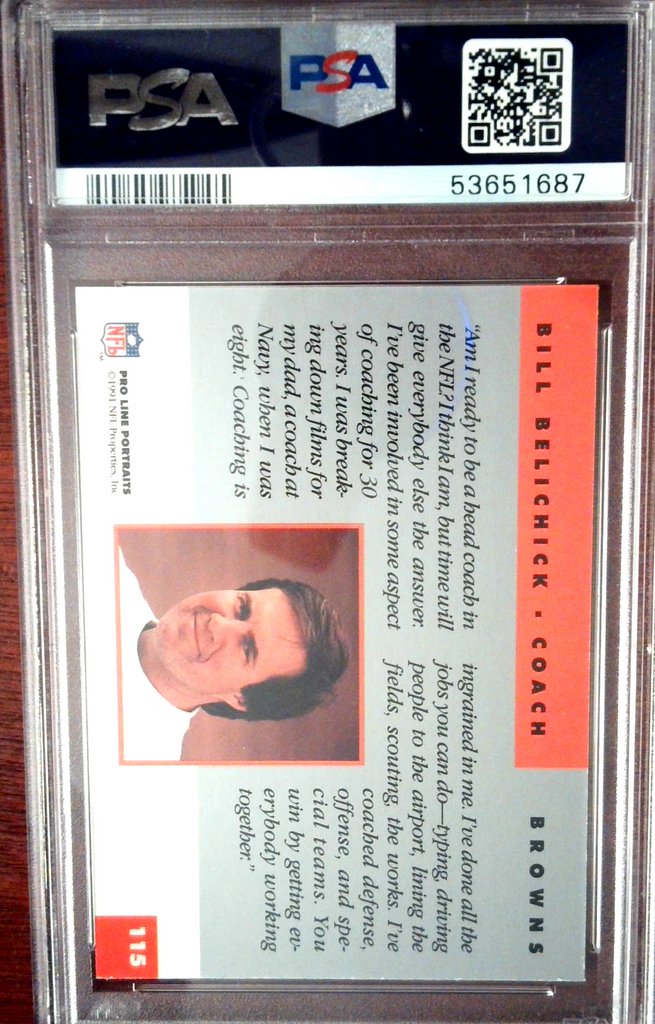 PSA
PSA
53651687
BILL BELICHICK · COACH BROWNS
"Am I ready to be a head coach in
the NFL? I think I am, but time will
give everybody else the answer.
I've been involved in some aspect
of coaching for 30
years. I was break-
ing down films for
my dad, a coach at
Navy, when I was
eight. Coaching is
ingrained in me. I've done all the
jobs you can do—typing, driving
people to the airport, lining the
fields, scouting, the works. I've
coached defense,
offense, and spe-
cial teams. You
win by getting ev-
erybody working
together."
NFL
PRO LINE PORTRAITS
©1991 NFL Properties, Inc.
115